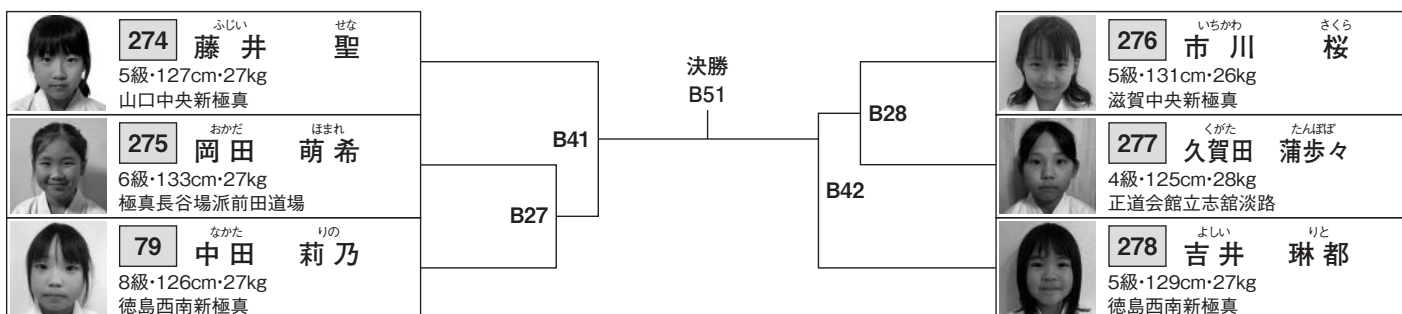 ふじい せな
274 藤井 聖
5級・127cm・27kg
山口中央新極真
おかだ ほまれ
275 岡田 萌希
6級・133cm・27kg
極真長谷場派前田道場
なかた りの
79 中田 莉乃
8級・126cm・27kg
徳島西南新極真
B41
B27
決勝
B51
B28
B42
いちかわ さくら
276 市川 桜
5級・131cm・26kg
滋賀中央新極真
くがた たんぽぽ
277 久賀田 蒲歩々
4級・125cm・28kg
正道会館立志舘淡路
よしい りと
278 吉井 琳都
5級・129cm・27kg
徳島西南新極真